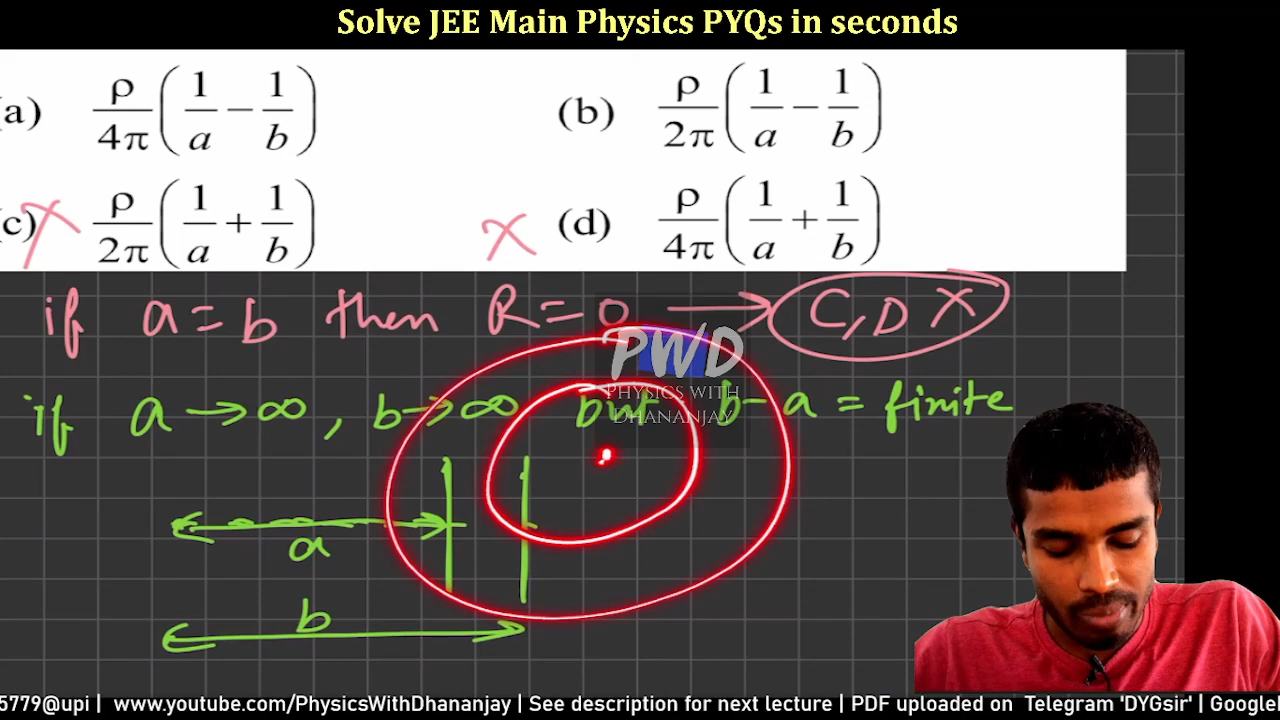 Solve JEE Main Physics PYQs in seconds
(a) ρ/4π (1/a − 1/b) (b) ρ/2π (1/a − 1/b)
(c) X ρ/2π (1/a + 1/b) X (d) ρ/4π (1/a + 1/b)
if a = b then R = 0 → C, D X
PWD
PHYSICS WITH
DHANANJAY
if a → ∞, b → ∞ but b − a = finite
a
b
5779@upi | www.youtube.com/PhysicsWithDhananjay | See description for next lecture | PDF uploaded on Telegram 'DYGsir' | Google